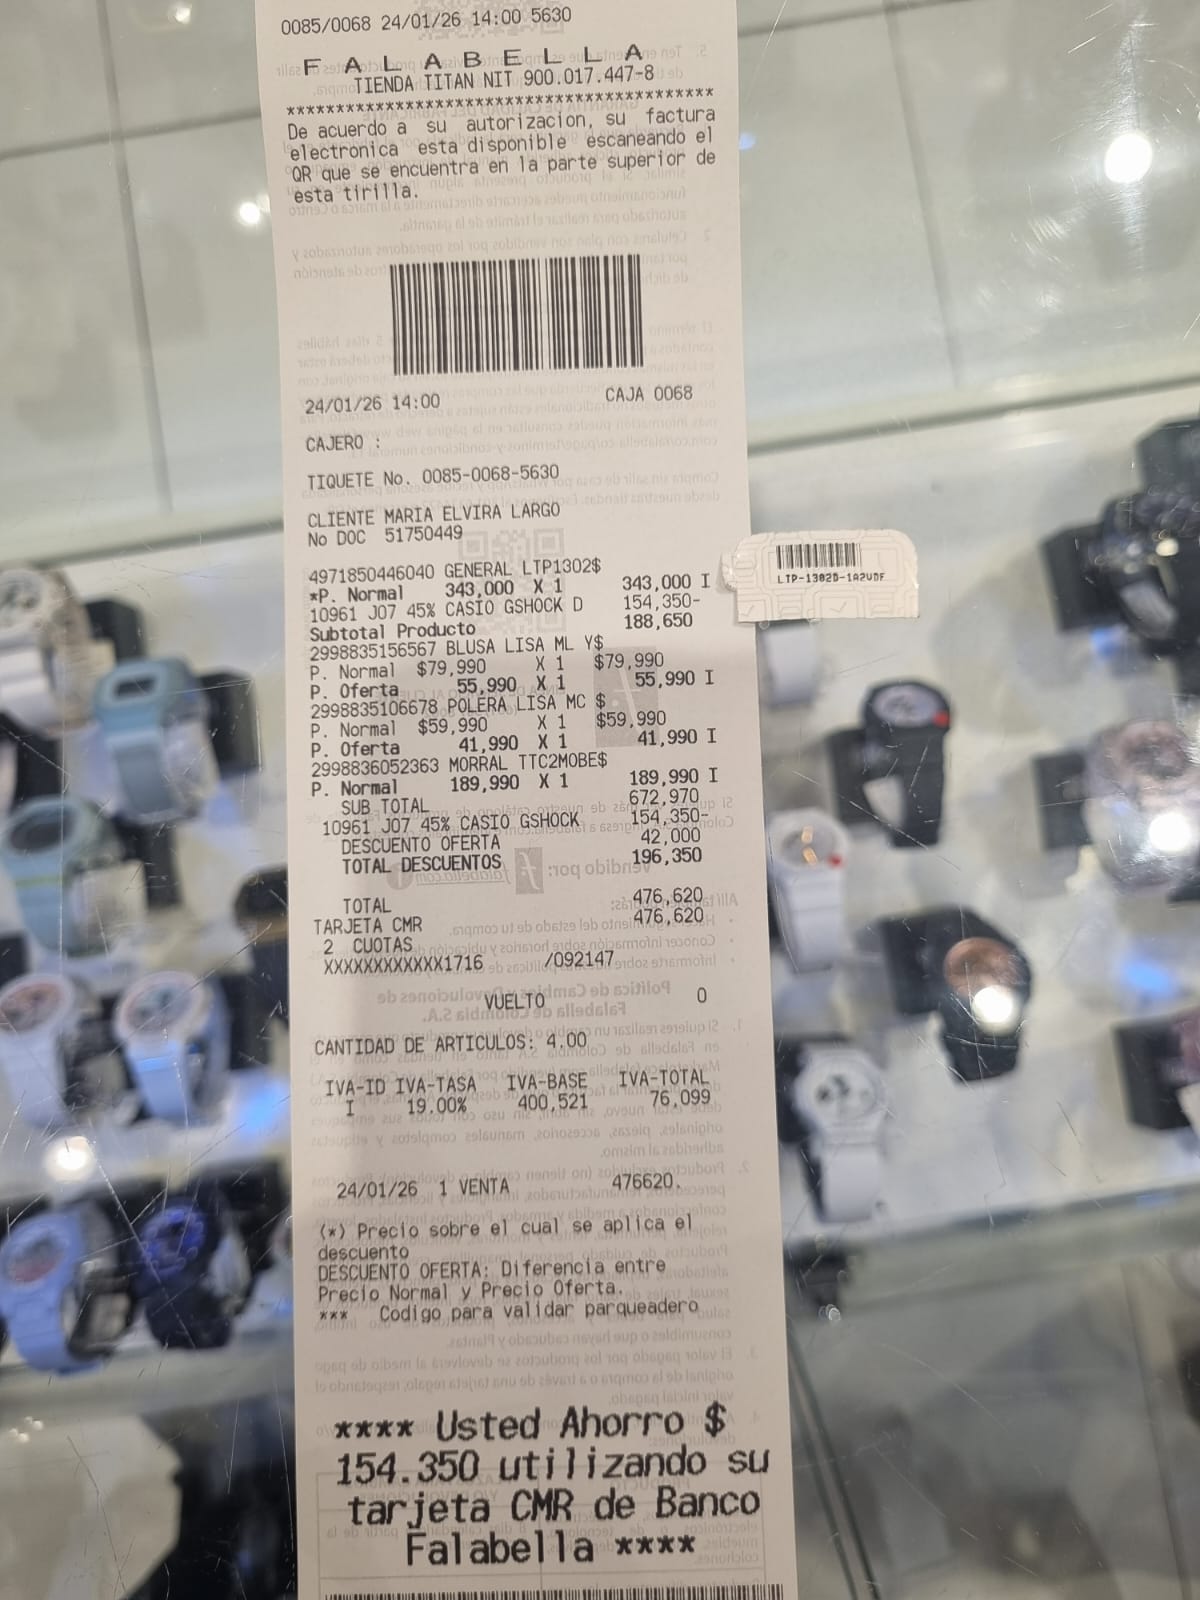 0085/0068 24/01/26 14:00 5630
F A L A B E L L A
TIENDA TITAN NIT 900.017.447-8
******************************************
De acuerdo a su autorizacion, su factura
electronica esta disponible escaneando el
QR que se encuentra en la parte superior de
esta tirilla.
24/01/26 14:00 CAJA 0068
CAJERO :
TIQUETE No. 0085-0068-5630
CLIENTE MARIA ELVIRA LARGO
No DOC 51750449
4971850446040 GENERAL LTP1302$
*P. Normal 343,000 X 1 343,000 I
10961 J07 45% CASIO GSHOCK D 154,350-
Subtotal Producto 188,650
2998835156567 BLUSA LISA ML Y$
P. Normal $79,990 X 1 $79,990
P. Oferta 55,990 X 1 55,990 I
2998835106678 POLERA LISA MC $
P. Normal $59,990 X 1 $59,990
P. Oferta 41,990 X 1 41,990 I
2998836052363 MORRAL TTC2MOBE$
P. Normal 189,990 X 1 189,990 I
SUB TOTAL 672,970
10961 J07 45% CASIO GSHOCK 154,350-
DESCUENTO OFERTA 42,000
TOTAL DESCUENTOS 196,350
TOTAL 476,620
TARJETA CMR 476,620
2 CUOTAS
XXXXXXXXXXXX1716 /092147
VUELTO 0
CANTIDAD DE ARTICULOS: 4.00
IVA-ID IVA-TASA IVA-BASE IVA-TOTAL
I 19.00% 400,521 76,099
24/01/26 1 VENTA 476620.
(*) Precio sobre el cual se aplica el
descuento
DESCUENTO OFERTA: Diferencia entre
Precio Normal y Precio Oferta.
*** Codigo para validar parqueadero
**** Usted Ahorro $
154.350 utilizando su
tarjeta CMR de Banco
Falabella ****
LTP-1302D-1A2VDF